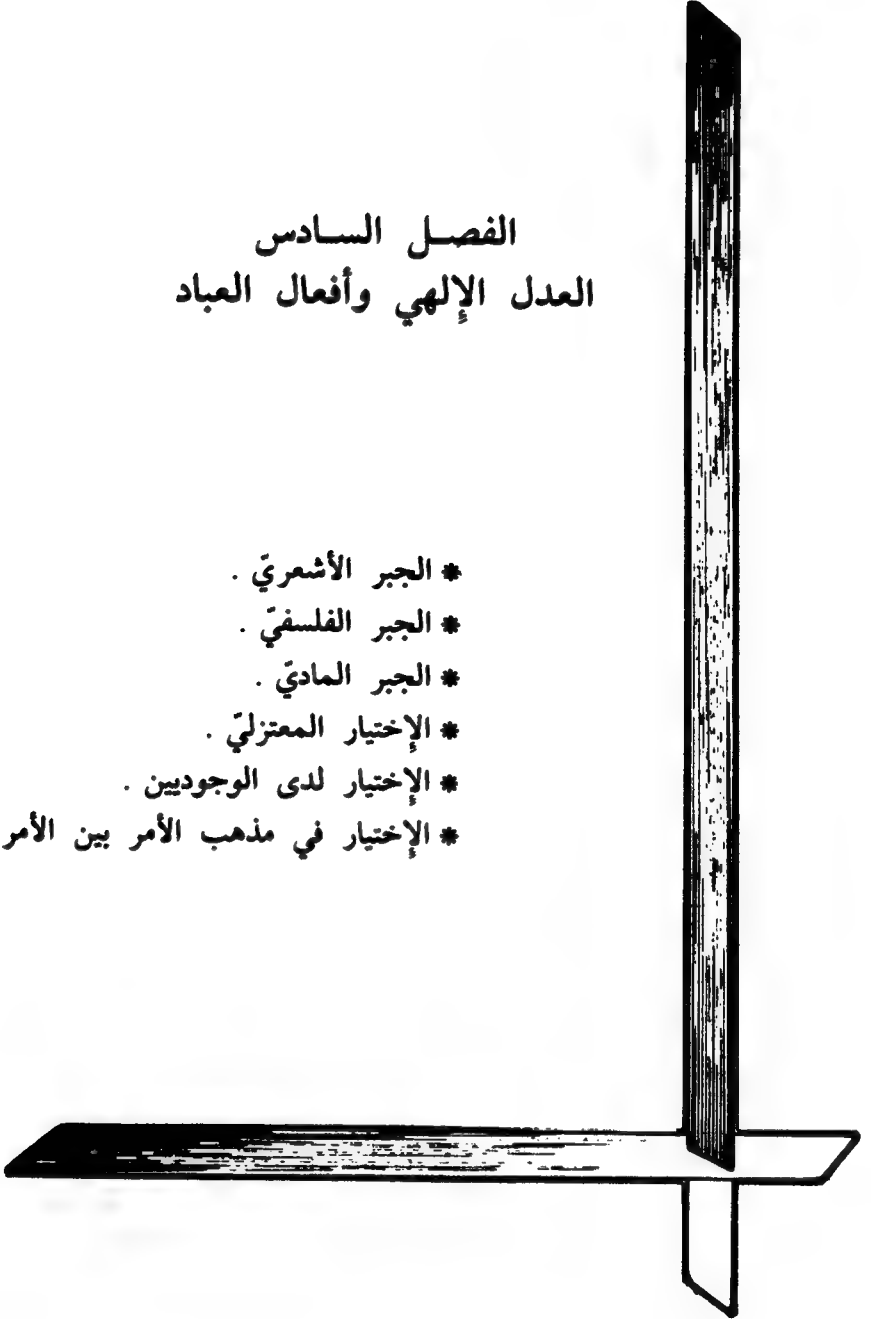 الفصل السادس
العدل الإلهي وأفعال العباد
* الجبر الأشعريّ .
* الجبر الفلسفيّ .
* الجبر الماديّ .
* الإختيار المعتزليّ .
* الإختيار لدى الوجوديين .
* الإختيار في مذهب الأمر بين الأمر